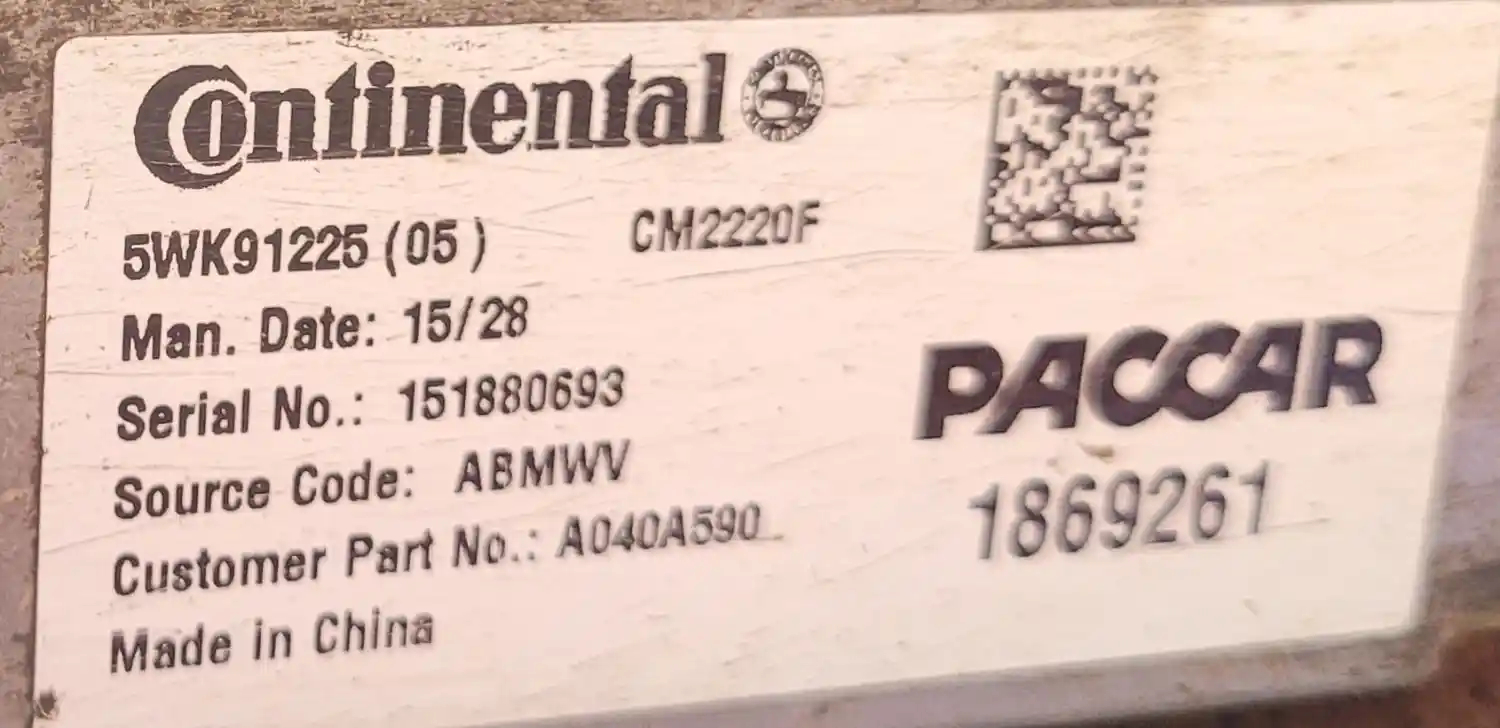 Continental
5WK91225 (05 )
CM2220F
Man. Date: 15/28
Serial No.: 151880693
Source Code: ABMWV
Customer Part No.: A040A590
Made in China
PACCAR
1869261